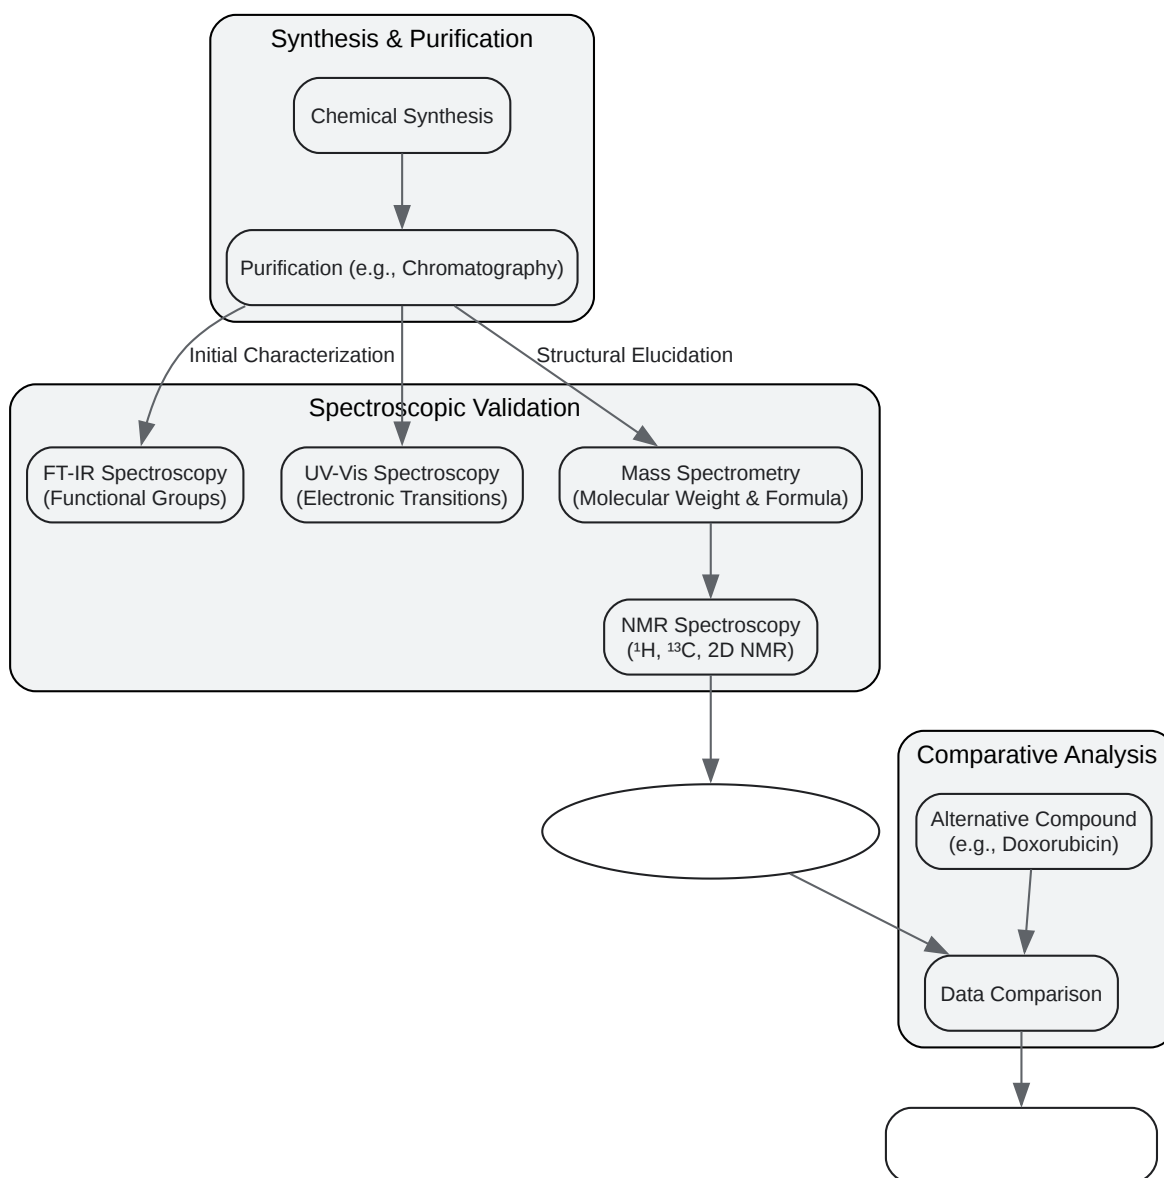 Synthesis & Purification
Chemical Synthesis
Purification (e.g., Chromatography)
Initial Characterization
Structural Elucidation
Spectroscopic Validation
FT-IR Spectroscopy
(Functional Groups)
UV-Vis Spectroscopy
(Electronic Transitions)
Mass Spectrometry
(Molecular Weight & Formula)
NMR Spectroscopy
(¹H, ¹³C, 2D NMR)
Comparative Analysis
Alternative Compound
(e.g., Doxorubicin)
Data Comparison